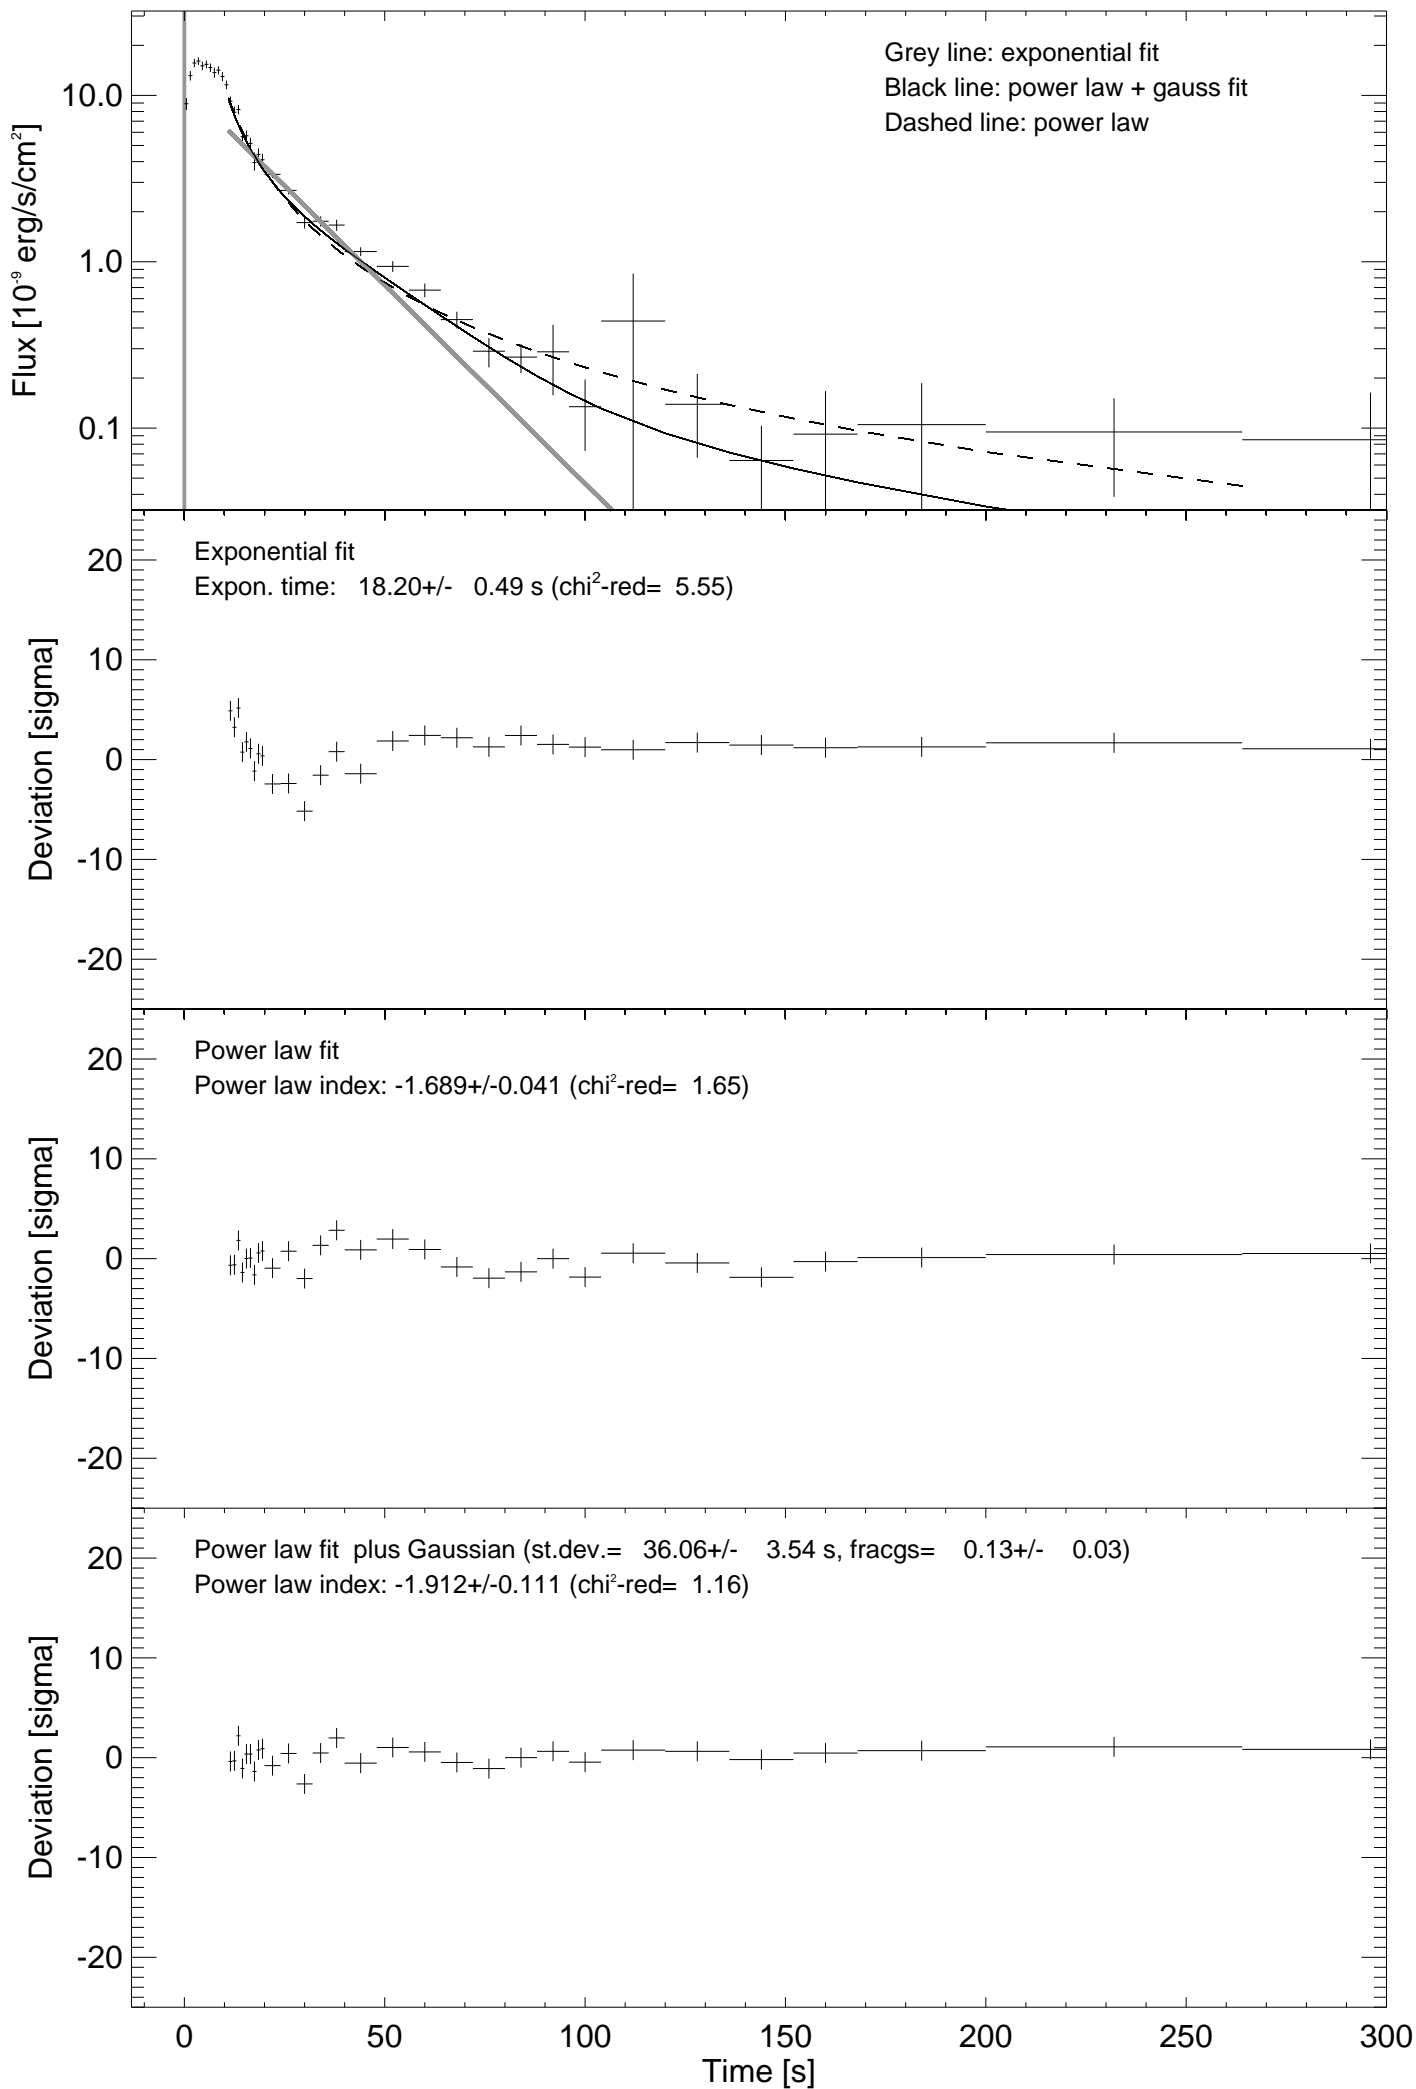 Grey line: exponential fit
Black line: power law + gauss fit
Dashed line: power law
10.0
1.0
0.1
Flux [10⁻⁹ erg/s/cm²]
Exponential fit
Expon. time: 18.20+/- 0.49 s (chi²-red= 5.55)
20
10
0
-10
-20
Deviation [sigma]
Power law fit
Power law index: -1.689+/-0.041 (chi²-red= 1.65)
20
10
0
-10
-20
Deviation [sigma]
Power law fit plus Gaussian (st.dev.= 36.06+/- 3.54 s, fracgs= 0.13+/- 0.03)
Power law index: -1.912+/-0.111 (chi²-red= 1.16)
20
10
0
-10
-20
Deviation [sigma]
0 50 100 150 200 250 300
Time [s]